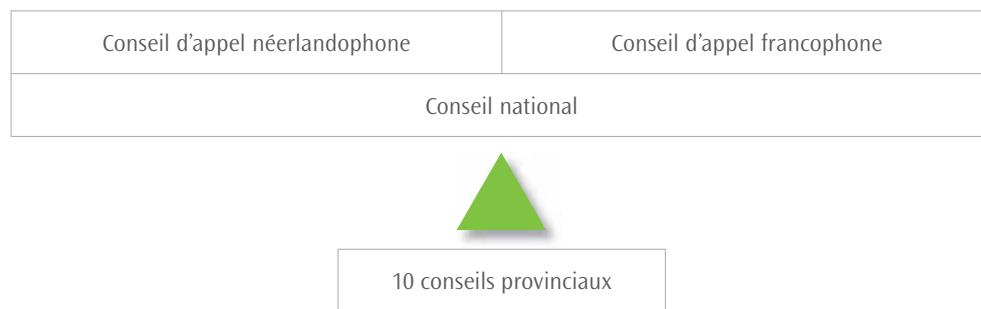 Conseil d’appel néerlandophone
Conseil d’appel francophone
Conseil national
10 conseils provinciaux